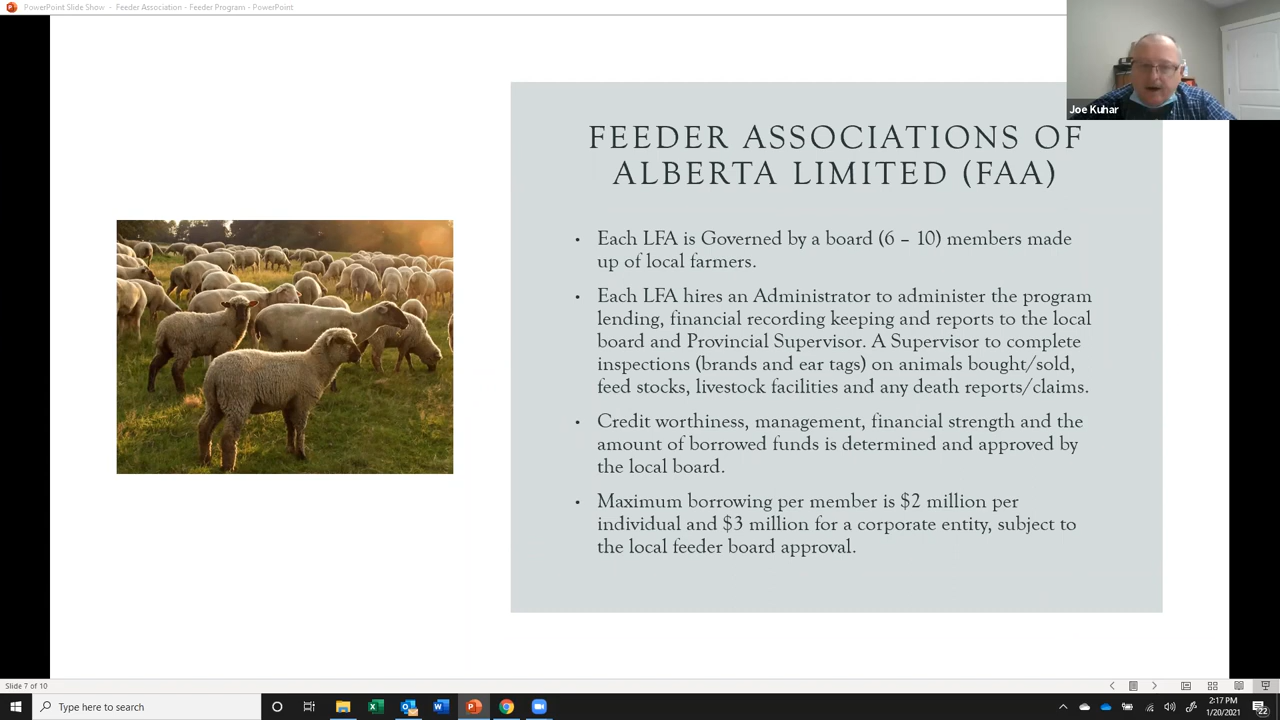 PowerPoint Slide Show - Feeder Association - Feeder Program - PowerPoint
Joe Kuhar
FEEDER ASSOCIATIONS OF
ALBERTA LIMITED (FAA)
• Each LFA is Governed by a board (6 – 10) members made
up of local farmers.
• Each LFA hires an Administrator to administer the program
lending, financial recording keeping and reports to the local
board and Provincial Supervisor. A Supervisor to complete
inspections (brands and ear tags) on animals bought/sold,
feed stocks, livestock facilities and any death reports/claims.
• Credit worthiness, management, financial strength and the
amount of borrowed funds is determined and approved by
the local board.
• Maximum borrowing per member is $2 million per
individual and $3 million for a corporate entity, subject to
the local feeder board approval.
Slide 7 of 10
Type here to search
2:17 PM
1/20/2021
22